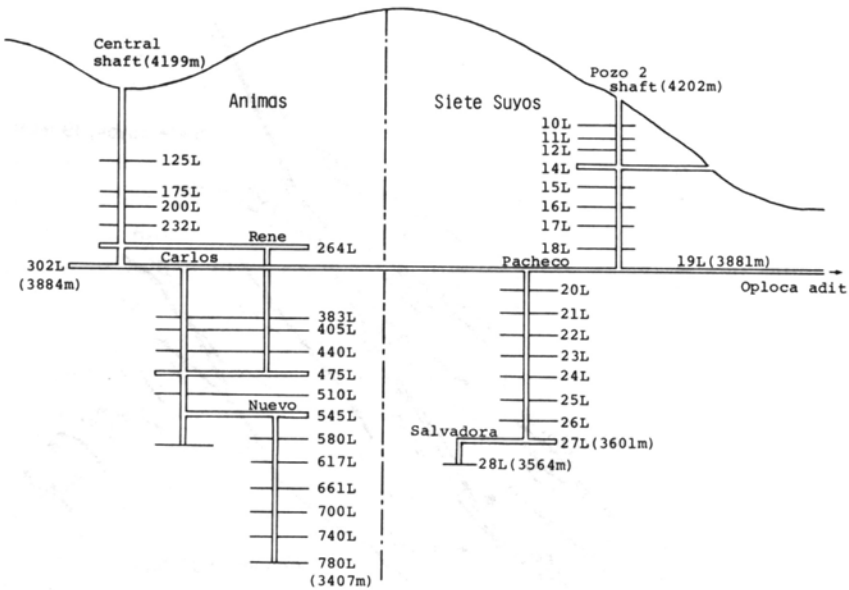 Central
shaft(4199m)
Animas
125L
175L
200L
232L
Rene
264L
Carlos
302L
(3884m)
383L
405L
440L
475L
510L
Nuevo
545L
580L
617L
661L
700L
740L
780L
(3407m)
Siete Suyos
Pozo 2
shaft(4202m)
10L
11L
12L
14L
15L
16L
17L
18L
Pacheco
19L(3881m)
Oploca adit
20L
21L
22L
23L
24L
25L
26L
Salvadora
27L(3601m)
28L(3564m)